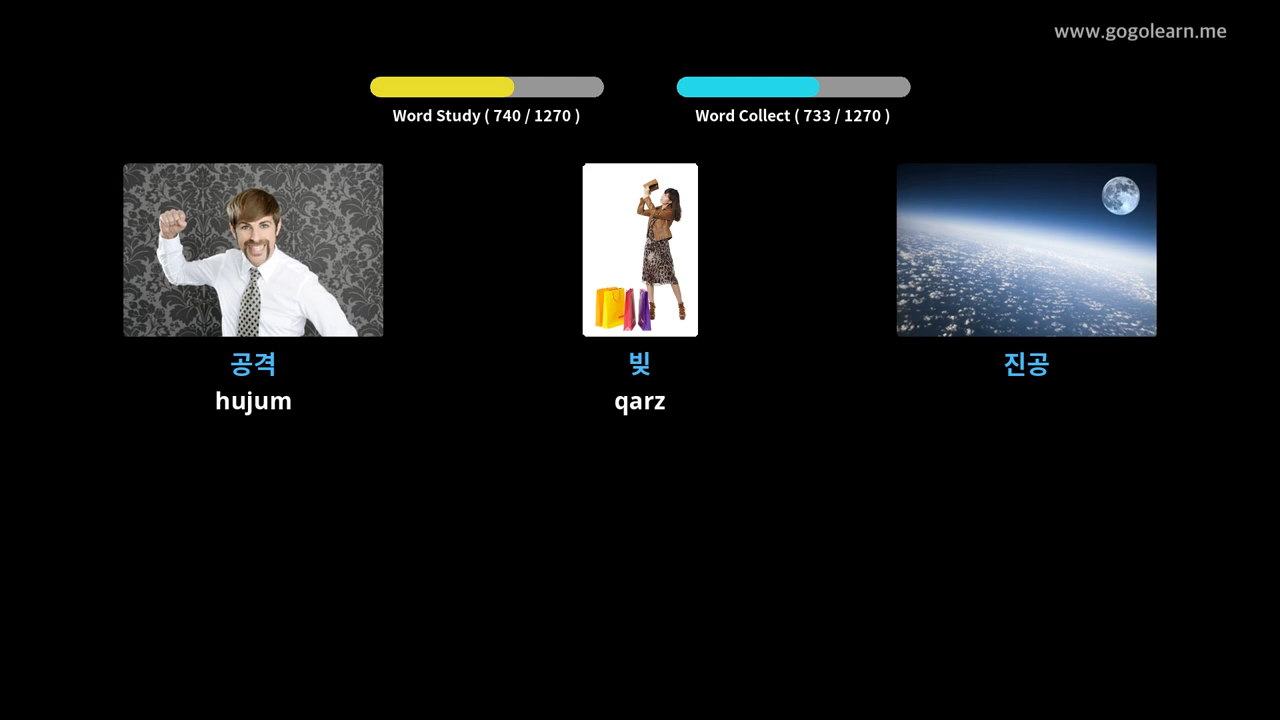 www.gogolearn.me
Word Study ( 740 / 1270 )
Word Collect ( 733 / 1270 )
공격
hujum
빚
qarz
진공